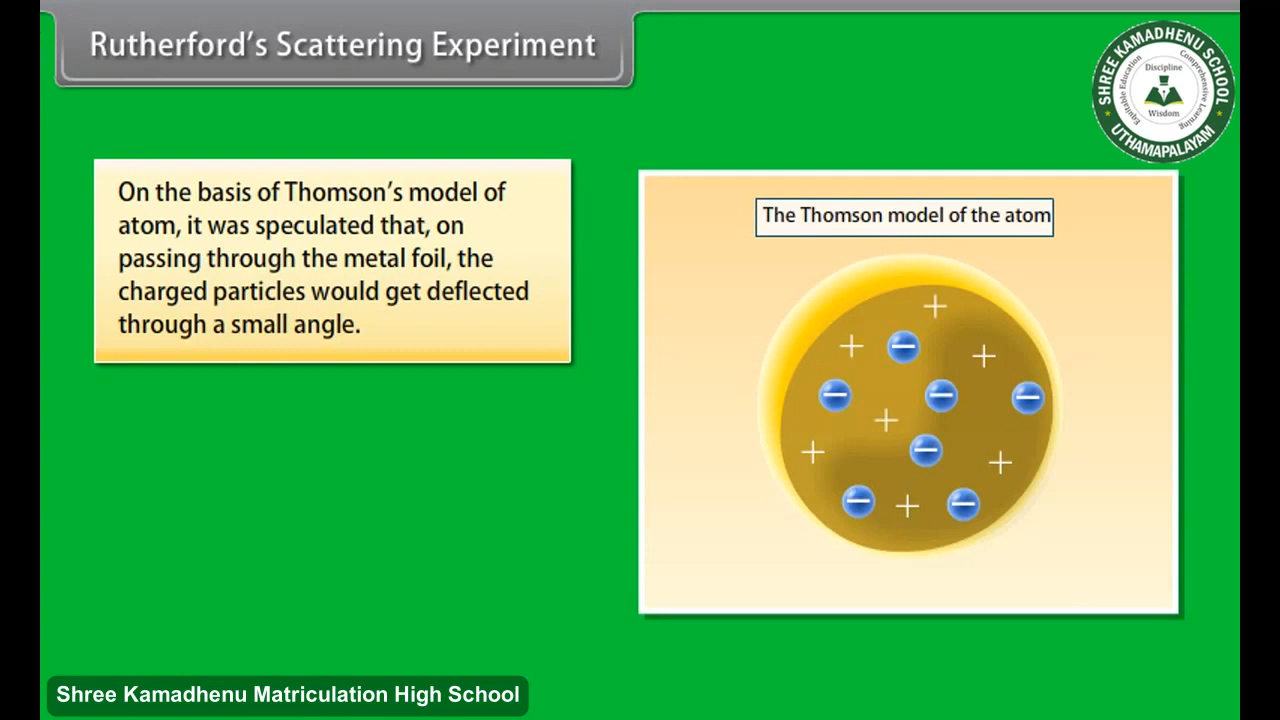 Rutherford's Scattering Experiment
SHREE KAMADHENU SCHOOL
Equitable Education
Discipline
Comprehensive Learning
Wisdom
UTHAMAPALAYAM
On the basis of Thomson's model of
atom, it was speculated that, on
passing through the metal foil, the
charged particles would get deflected
through a small angle.
The Thomson model of the atom
+
+ − +
− − −
+
−
+ +
− + −
Shree Kamadhenu Matriculation High School